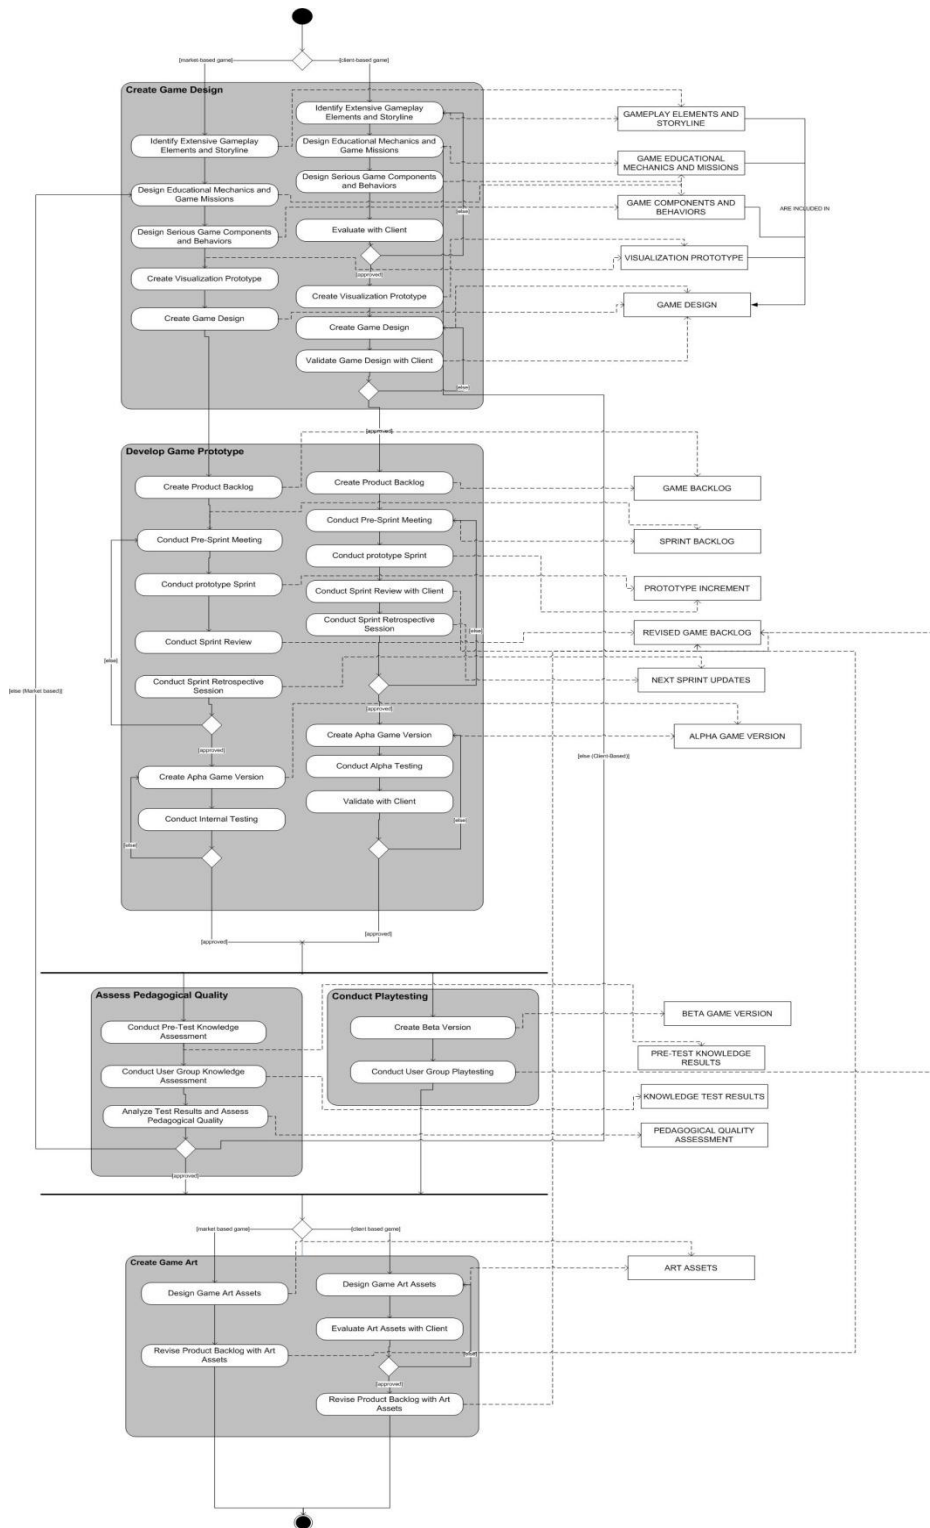 [market-based game]
[client-based game]
Create Game Design
Identify Extensive Gameplay
Elements and Storyline
GAMEPLAY ELEMENTS AND
STORYLINE
Identify Extensive Gameplay
Elements and Storyline
Design Educational Mechanics and
Game Missions
GAME EDUCATIONAL
MECHANICS AND MISSIONS
Design Educational Mechanics and
Game Missions
Design Serious Game Components
and Behaviors
GAME COMPONENTS AND
BEHAVIORS
ARE INCLUDED IN
[else]
Design Serious Game Components
and Behaviors
Evaluate with Client
VISUALIZATION PROTOTYPE
[approved]
Create Visualization Prototype
Create Visualization Prototype
GAME DESIGN
Create Game Design
Create Game Design
Validate Game Design with Client
[else]
[approved]
Develop Game Prototype
Create Product Backlog
Create Product Backlog
GAME BACKLOG
Conduct Pre-Sprint Meeting
Conduct Pre-Sprint Meeting
SPRINT BACKLOG
Conduct prototype Sprint
Conduct prototype Sprint
PROTOTYPE INCREMENT
Conduct Sprint Review with Client
Conduct Sprint Review
Conduct Sprint Retrospective
Session
[else]
REVISED GAME BACKLOG
[else]
Conduct Sprint Retrospective
Session
NEXT SPRINT UPDATES
[else (Market based)]
[approved]
Create Apha Game Version
ALPHA GAME VERSION
[approved]
[else (Client-Based)]
Create Apha Game Version
Conduct Alpha Testing
Conduct Internal Testing
Validate with Client
[else]
[else]
[approved]
[approved]
Assess Pedagogical Quality
Conduct Playtesting
Conduct Pre-Test Knowledge
Assessment
Create Beta Version
BETA GAME VERSION
PRE-TEST KNOWLEDGE
RESULTS
Conduct User Group Knowledge
Assessment
Conduct User Group Playtesting
KNOWLEDGE TEST RESULTS
Analyze Test Results and Assess
Pedagogical Quality
PEDAGOGICAL QUALITY
ASSESSMENT
[approved]
[market based game]
[client based game]
Create Game Art
Design Game Art Assets
Design Game Art Assets
ART ASSETS
Evaluate Art Assets with Client
Revise Product Backlog with Art
Assets
[approved]
Revise Product Backlog with Art
Assets